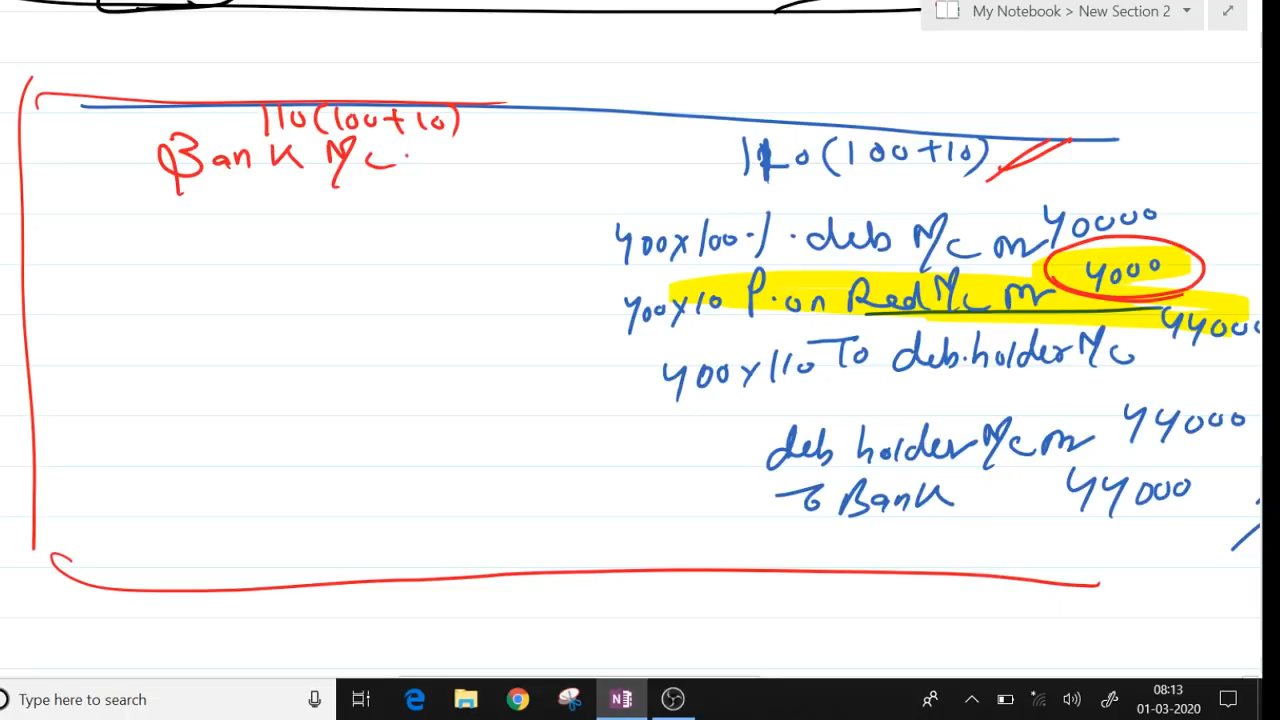 My Notebook > New Section 2
110(100+10)
Bank A/c.
110(100+10)
400x100·/· deb A/c Dr 40000
400x10 P.on Red A/c Dr 4000
44000
400x110 To deb.holder A/c
deb holder A/c Dr 44000
To Bank 44000
Type here to search
08:13
01-03-2020